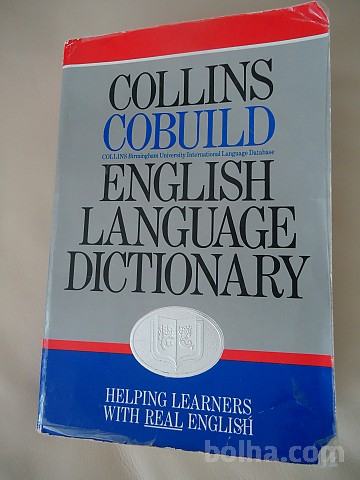 COLLINS
COBUILD
COLLINS Birmingham University International Language Database
ENGLISH
LANGUAGE
DICTIONARY
HELPING LEARNERS
WITH REAL ENGLISH
bolha.com